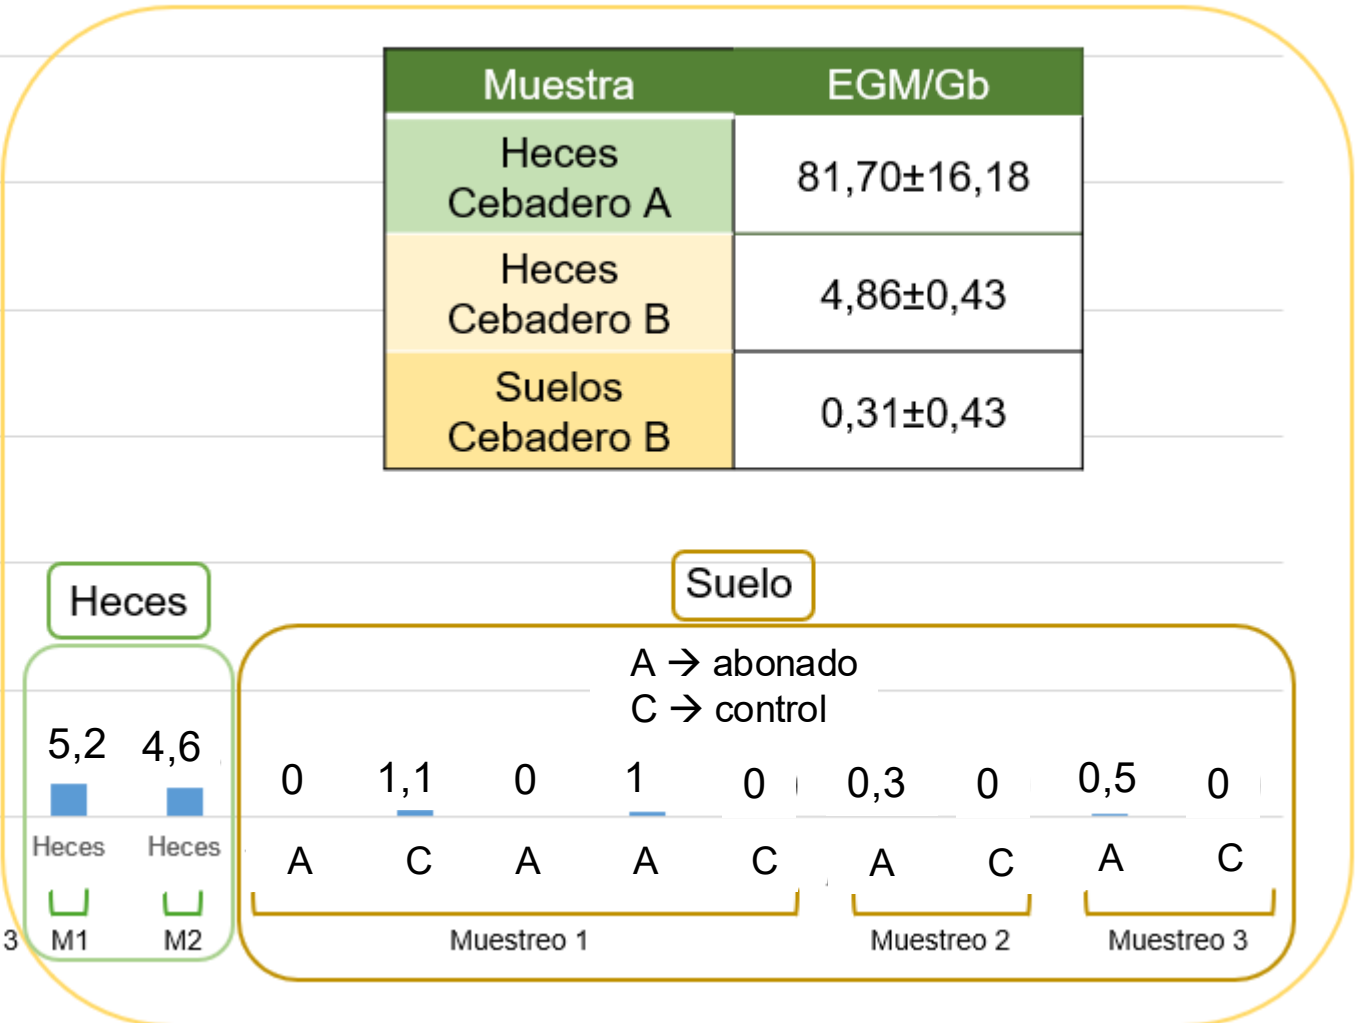 Muestra EGM/Gb
Heces
Cebadero A
81,70±16,18
Heces
Cebadero B
4,86±0,43
Suelos
Cebadero B
0,31±0,43
Heces
Suelo
A → abonado
C → control
5,2 4,6 0 1,1 0 1 0 0,3 0 0,5 0
Heces Heces A C A A C A C A C
3 M1 M2 Muestreo 1 Muestreo 2 Muestreo 3